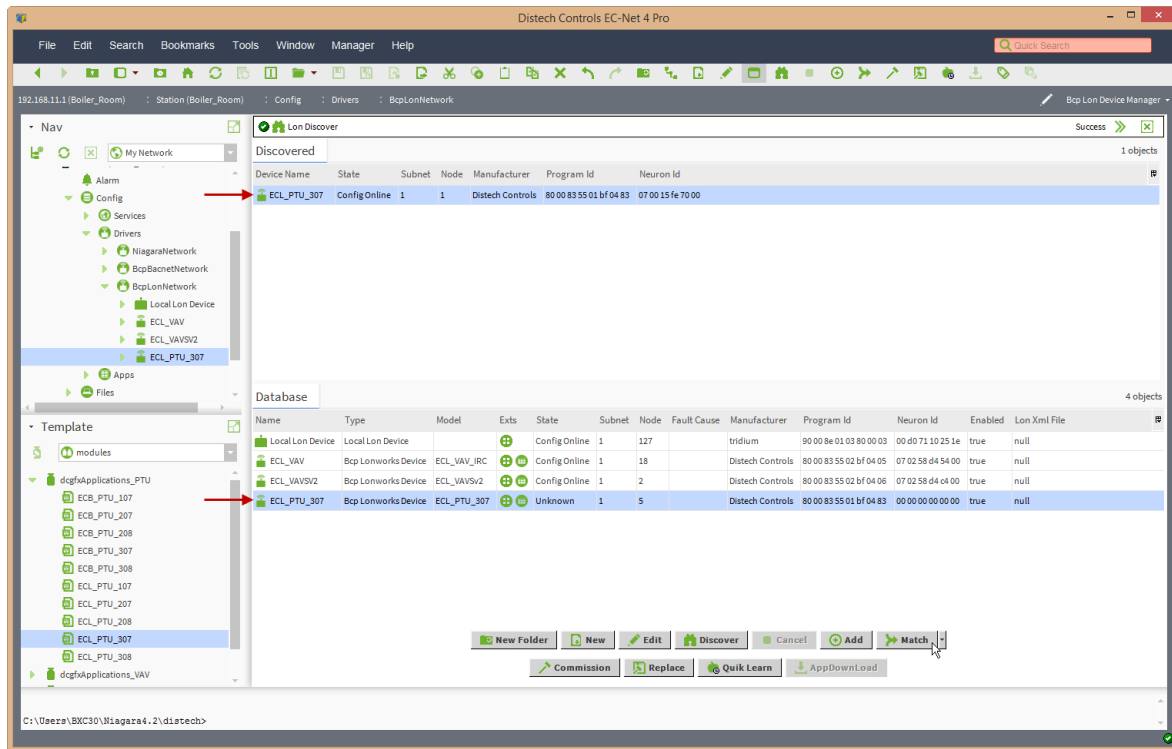 Distech Controls EC-Net 4 Pro
File Edit Search Bookmarks Tools Window Manager Help
Quick Search
192.168.11.1 (Boiler_Room) : Station (Boiler_Room) : Config : Drivers : BcpLonNetwork
Bcp Lon Device Manager
Nav
My Network
Alarm
Config
Services
Drivers
NiagaraNetwork
BcpBacnetNetwork
BcpLonNetwork
Local Lon Device
ECL_VAV
ECL_VAVSV2
ECL_PTU_307
Apps
Files
Template
modules
dcgfxApplications_PTU
ECB_PTU_107
ECB_PTU_207
ECB_PTU_208
ECB_PTU_307
ECB_PTU_308
ECL_PTU_107
ECL_PTU_207
ECL_PTU_208
ECL_PTU_307
ECL_PTU_308
dcgfxApplications_VAV
Lon Discover
Success
Discovered
1 objects
Device Name State Subnet Node Manufacturer Program Id Neuron Id
ECL_PTU_307 Config Online 1 1 Distech Controls 80 00 83 55 01 bf 04 83 07 00 15 fe 70 00
Database
4 objects
Name Type Model Exts State Subnet Node Fault Cause Manufacturer Program Id Neuron Id Enabled Lon Xml File
Local Lon Device Local Lon Device Config Online 1 127 tridium 90 00 8e 01 03 80 00 03 00 d0 71 10 25 1e true null
ECL_VAV Bcp Lonworks Device ECL_VAV_IRC Config Online 1 18 Distech Controls 80 00 83 55 02 bf 04 05 07 02 58 d4 54 00 true null
ECL_VAVSV2 Bcp Lonworks Device ECL_VAVSv2 Config Online 1 2 Distech Controls 80 00 83 55 02 bf 04 06 07 02 58 d4 c4 00 true null
ECL_PTU_307 Bcp Lonworks Device ECL_PTU_307 Unknown 1 5 Distech Controls 80 00 83 55 01 bf 04 83 00 00 00 00 00 00 true null
New Folder New Edit Discover Cancel Add Match
Commission Replace Quik Learn AppDownLoad
C:\Users\BXC30\Niagara4.2\distech>